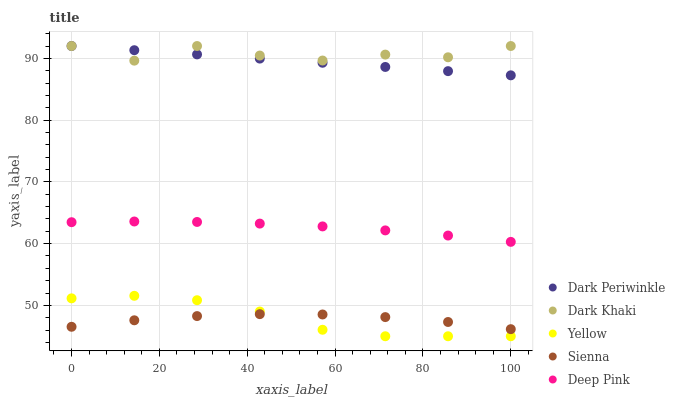 title
yaxis_label
90
80
70
60
50
0
20
40
60
80
100
xaxis_label
Dark Periwinkle
Dark Khaki
Yellow
Sienna
Deep Pink